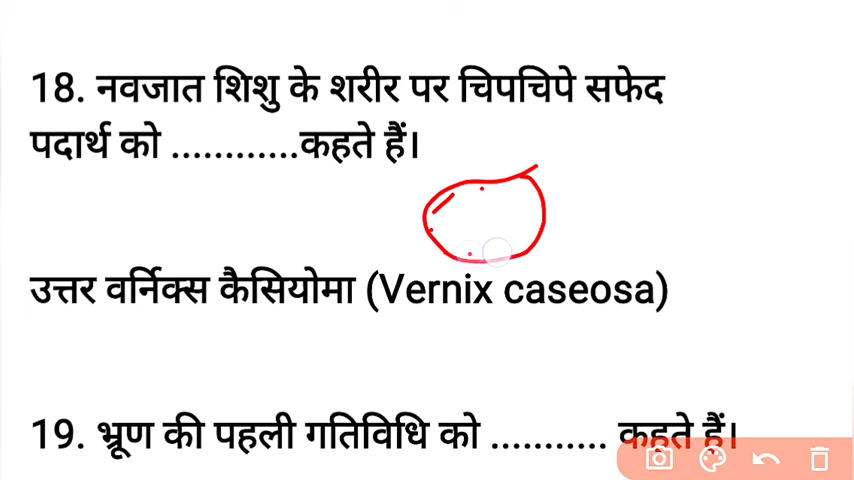 18. नवजात शिशु के शरीर पर चिपचिपे सफेद
पदार्थ को ............कहते हैं।
उत्तर वर्निक्स कैसियोमा (Vernix caseosa)
19. भ्रूण की पहली गतिविधि को ........... कहते हैं।